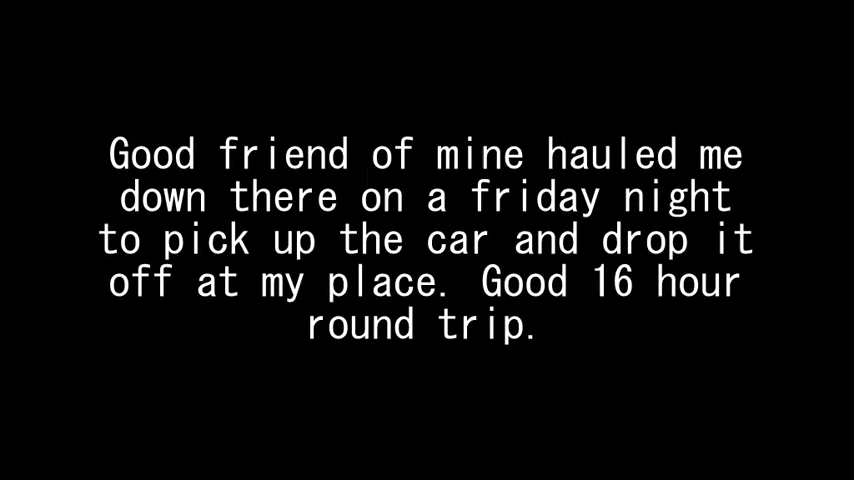 Good friend of mine hauled me
down there on a friday night
to pick up the car and drop it
off at my place. Good 16 hour
round trip.